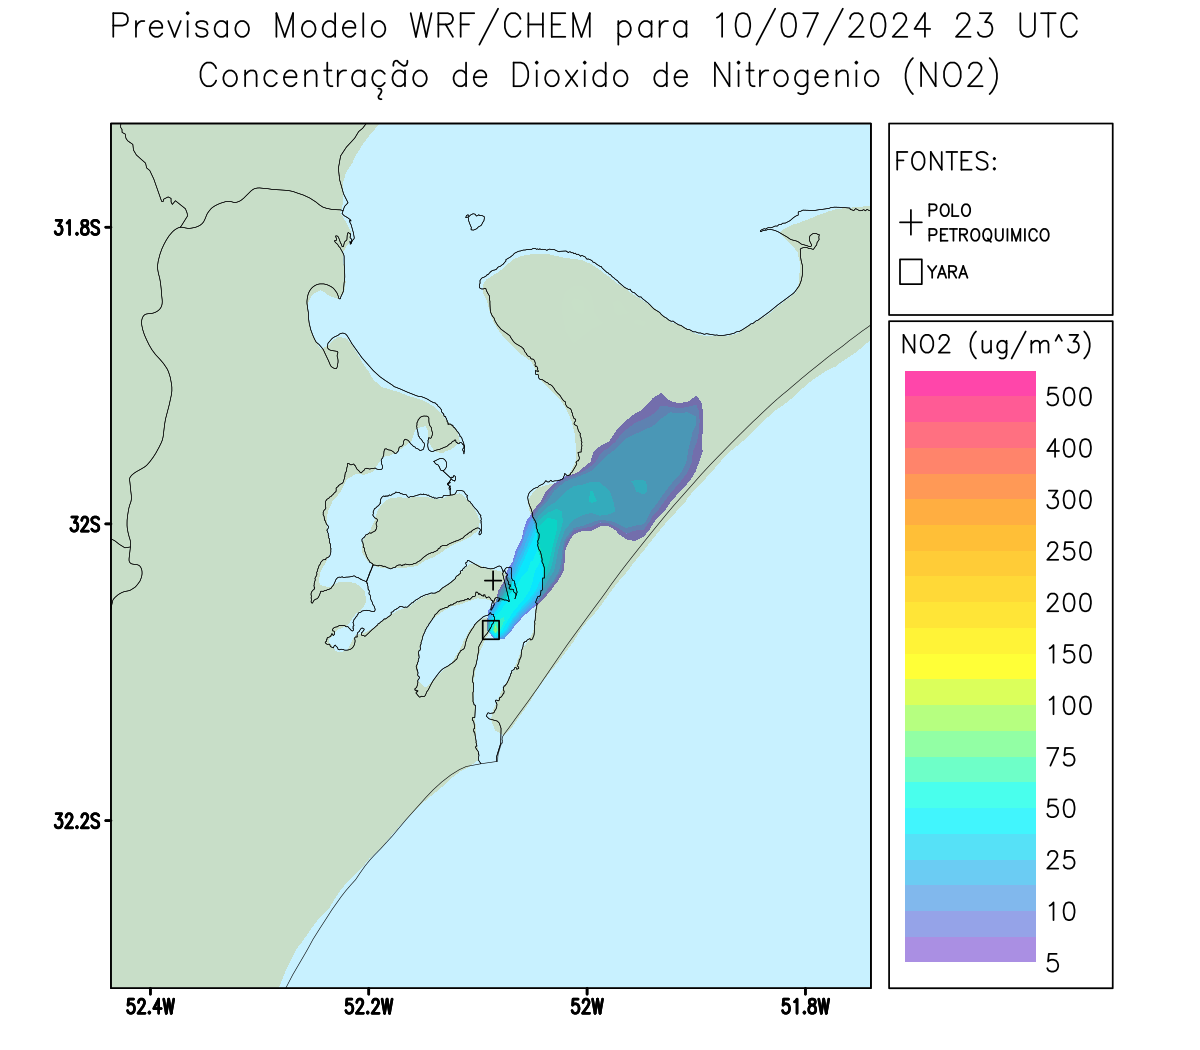 Previsao Modelo WRF/CHEM para 10/07/2024 23 UTC
Concentração de Dioxido de Nitrogenio (NO2)
FONTES:
POLO
PETROQUIMICO
YARA
NO2 (ug/m^3)
500
400
300
250
200
150
100
75
50
25
10
5
31.8S
32S
32.2S
52.4W
52.2W
52W
51.8W